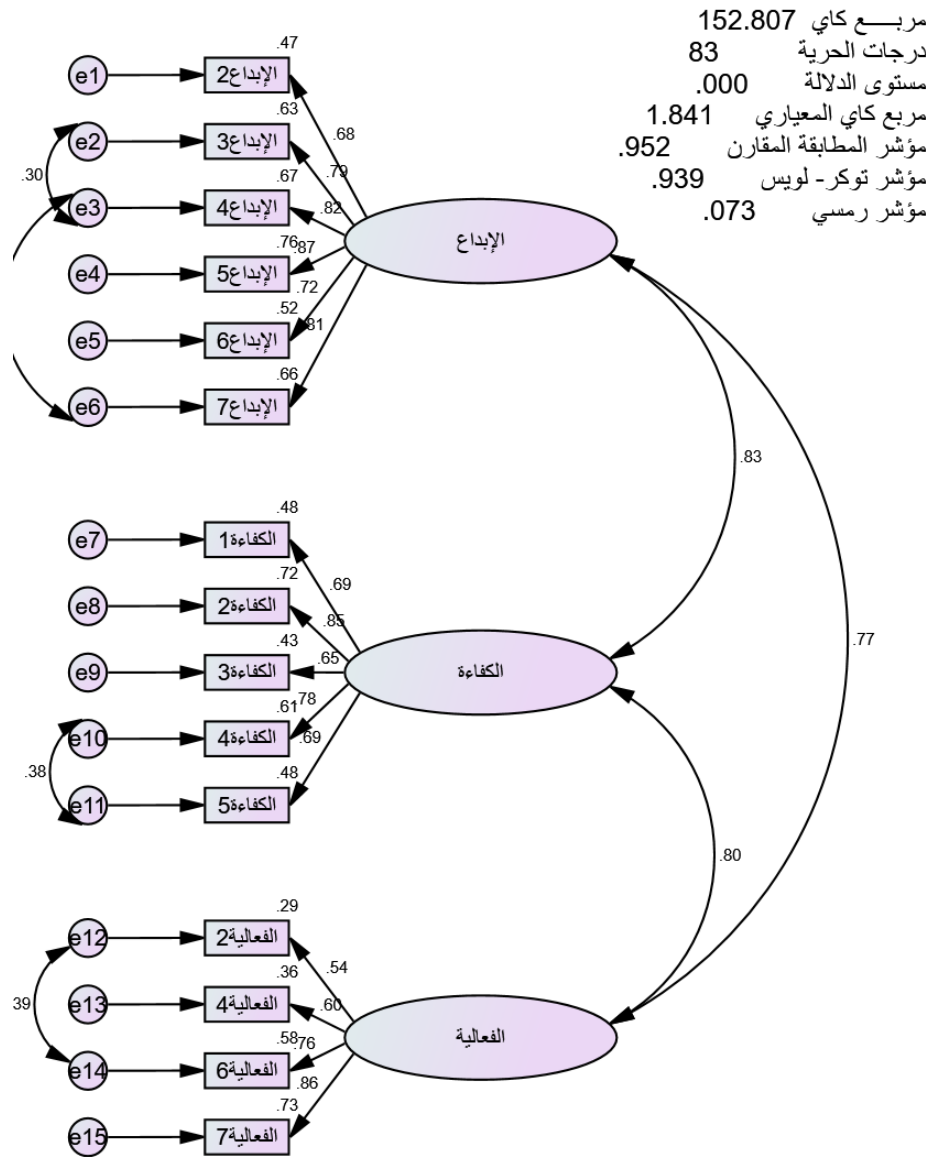 مربـــــع كاي 152.807
درجات الحرية 83
مستوى الدلالة .000
مربع كاي المعياري 1.841
مؤشر المطابقة المقارن .952
مؤشر توكر- لويس .939
مؤشر رمسي .073
.47
e1 الإبداع2
.68
.63
e2 الإبداع3
.79
.30
.67
e3 الإبداع4
.82
الإبداع
.76
.87
e4 الإبداع5
.72
.52
.81
e5 الإبداع6
.66
e6 الإبداع7
.83
.48
e7 الكفاءة1
.69
.72
e8 الكفاءة2
.85
.43
.65
e9 الكفاءة3
الكفاءة
.77
.61
.78
e10 الكفاءة4
.69
.38
.48
e11 الكفاءة5
.80
.29
e12 الفعالية2
.54
.36
39
e13 الفعالية4
.60
.58
.76
الفعالية
e14 الفعالية6
.86
.73
e15 الفعالية7